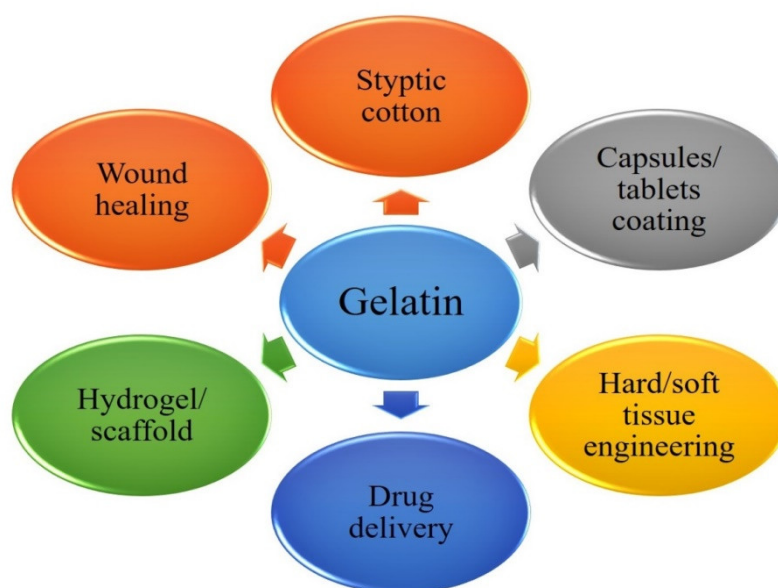 Styptic
cotton
Wound
healing
Capsules/
tablets
coating
Gelatin
Hydrogel/
scaffold
Hard/soft
tissue
engineering
Drug
delivery